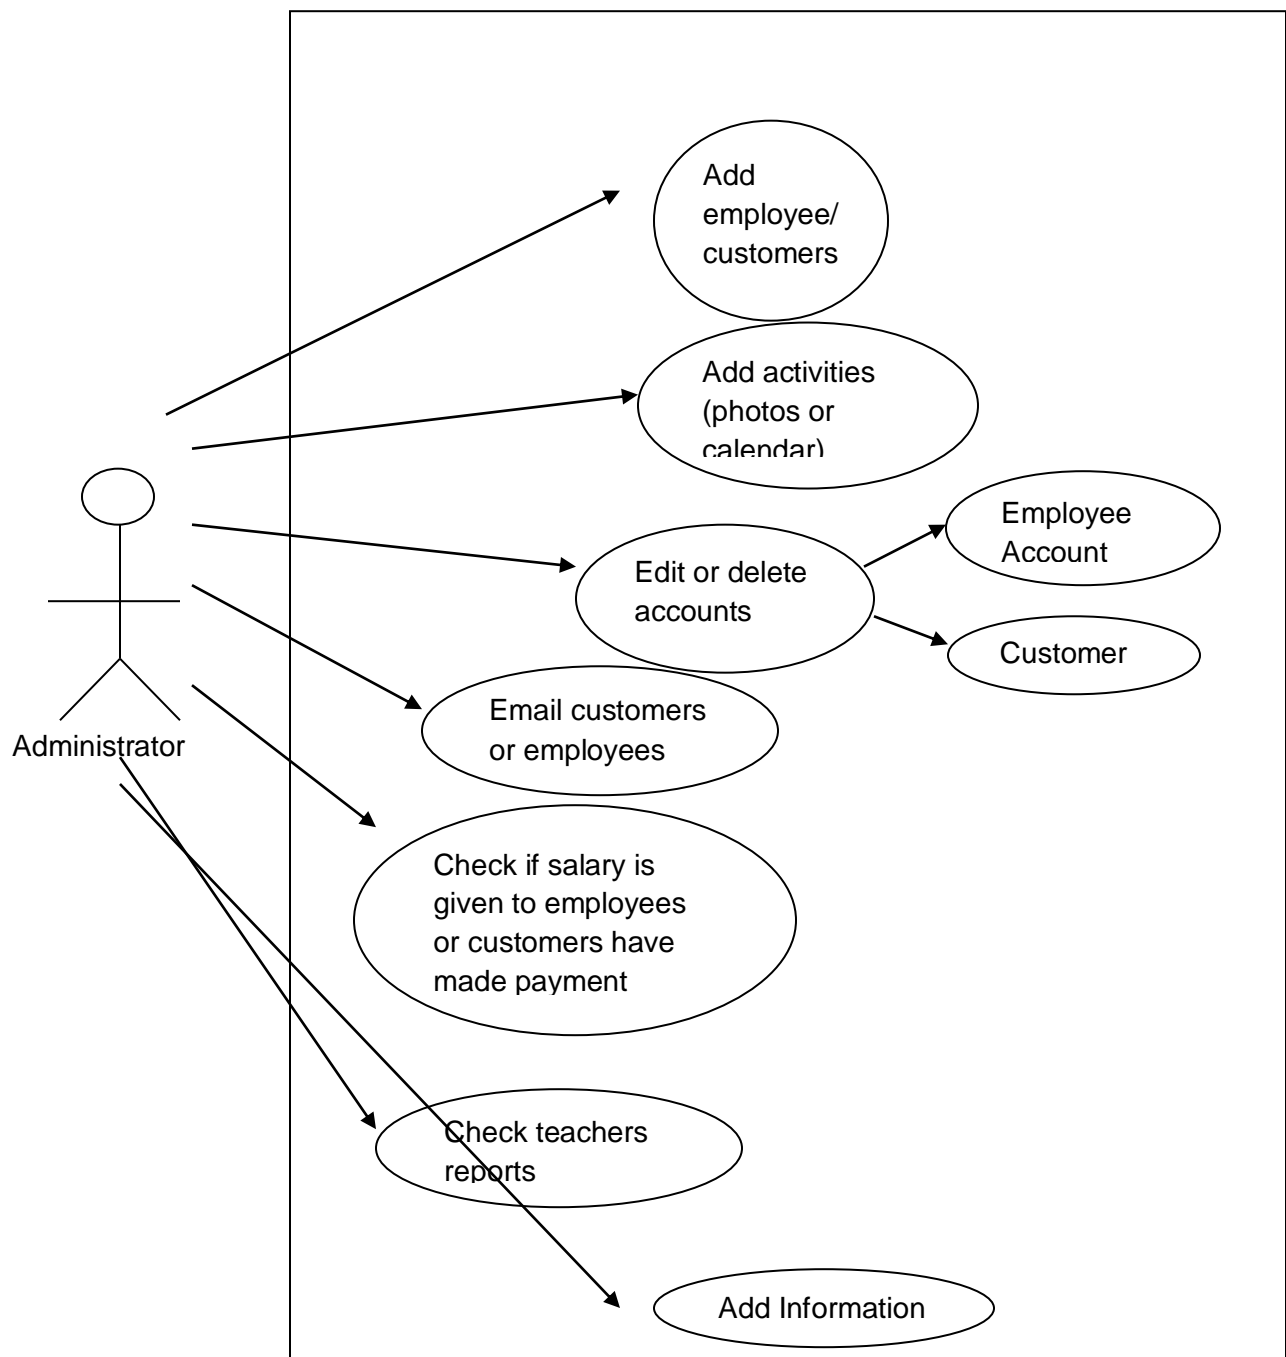 Add
employee/
customers
Add activities
(photos or
calendar)
Employee
Account
Edit or delete
accounts
Customer
Email customers
or employees
Administrator
Check if salary is
given to employees
or customers have
made payment
Check teachers
reports
Add Information